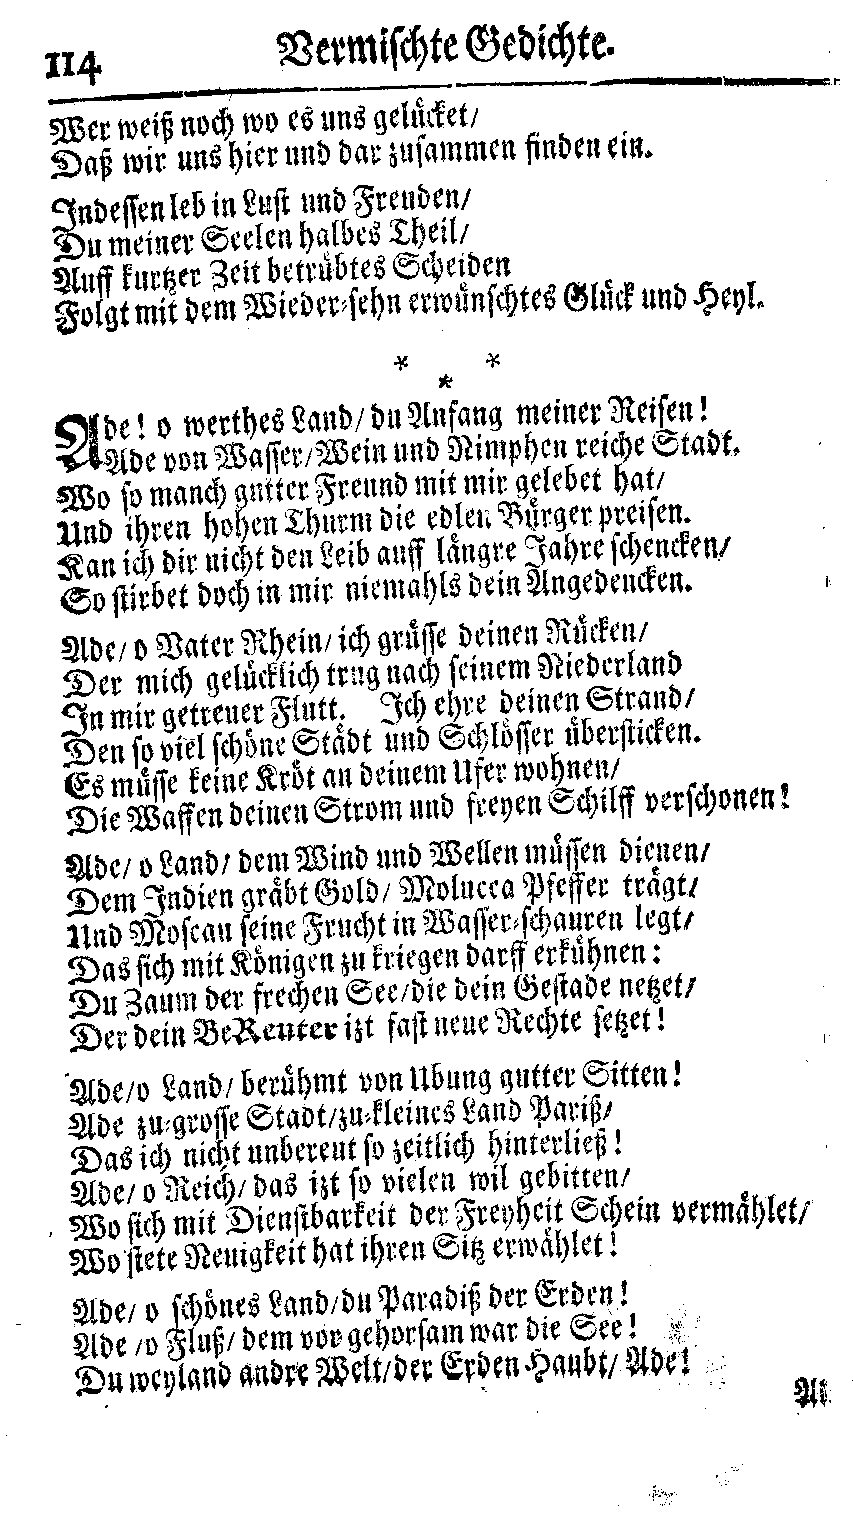 114 Vermischte Gedichte.
Wer weiß noch wo es uns gelücket/
Daß wir uns hier und dar zusammen finden ein.
Indessen leb in Lust und Freuden/
Du meiner Seelen halbes Theil/
Auff kurtzer Zeit betrübtes Scheiden
Folgt mit dem Wieder-sehn erwünschtes Glück und Heyl.
* *
*
Ade! o werthes Land/ du Anfang meiner Reisen!
Ade von Wasser/ Wein und Nimphen reiche Stadt.
Wo so manch gutter Freund mit mir gelebet hat/
Und ihren hohen Thurm die edlen Bürger preisen.
Kan ich dir nicht den Leib auff längre Jahre schencken/
So stirbet doch in mir niemahls dein Angedencken.
Ade/ o Vater Rhein/ ich grüsse deinen Rücken/
Der mich gelücklich trug nach seinem Niederland
In mir getreuer Flutt. Ich ehre deinen Strand/
Den so viel schöne Städt und Schlösser übersticken.
Es müsse keine Kröt an deinem Ufer wohnen/
Die Waffen deinen Strom und freyen Schilff verschonen!
Ade/ o Land/ dem Wind und Wellen müssen dienen/
Dem Indien gräbt Gold/ Molucca Pfeffer trägt/
Und Moscau seine Frucht in Wasser-schauren legt/
Das sich mit Königen zu kriegen darff erkühnen:
Du Zaum der frechen See/ die dein Gestade netzet/
Der dein BeReuter izt fast neue Rechte setzet!
Ade/ o Land/ berühmt von Ubung gutter Sitten!
Ade zu-grosse Stadt/ zu-kleines Land Pariß/
Das ich nicht unbereut so zeitlich hinterließ!
Ade/ o Reich/ das izt so vielen wil gebitten/
Wo sich mit Dienstbarkeit der Freyheit Schein vermählet/
Wo stete Neuigkeit hat ihren Sitz erwählet!
Ade/ o schönes Land/ du Paradiß der Erden!
Ade /o Fluß/ dem vor gehorsam war die See!
Du weyland andre Welt/ der Erden Haubt/ Ade!